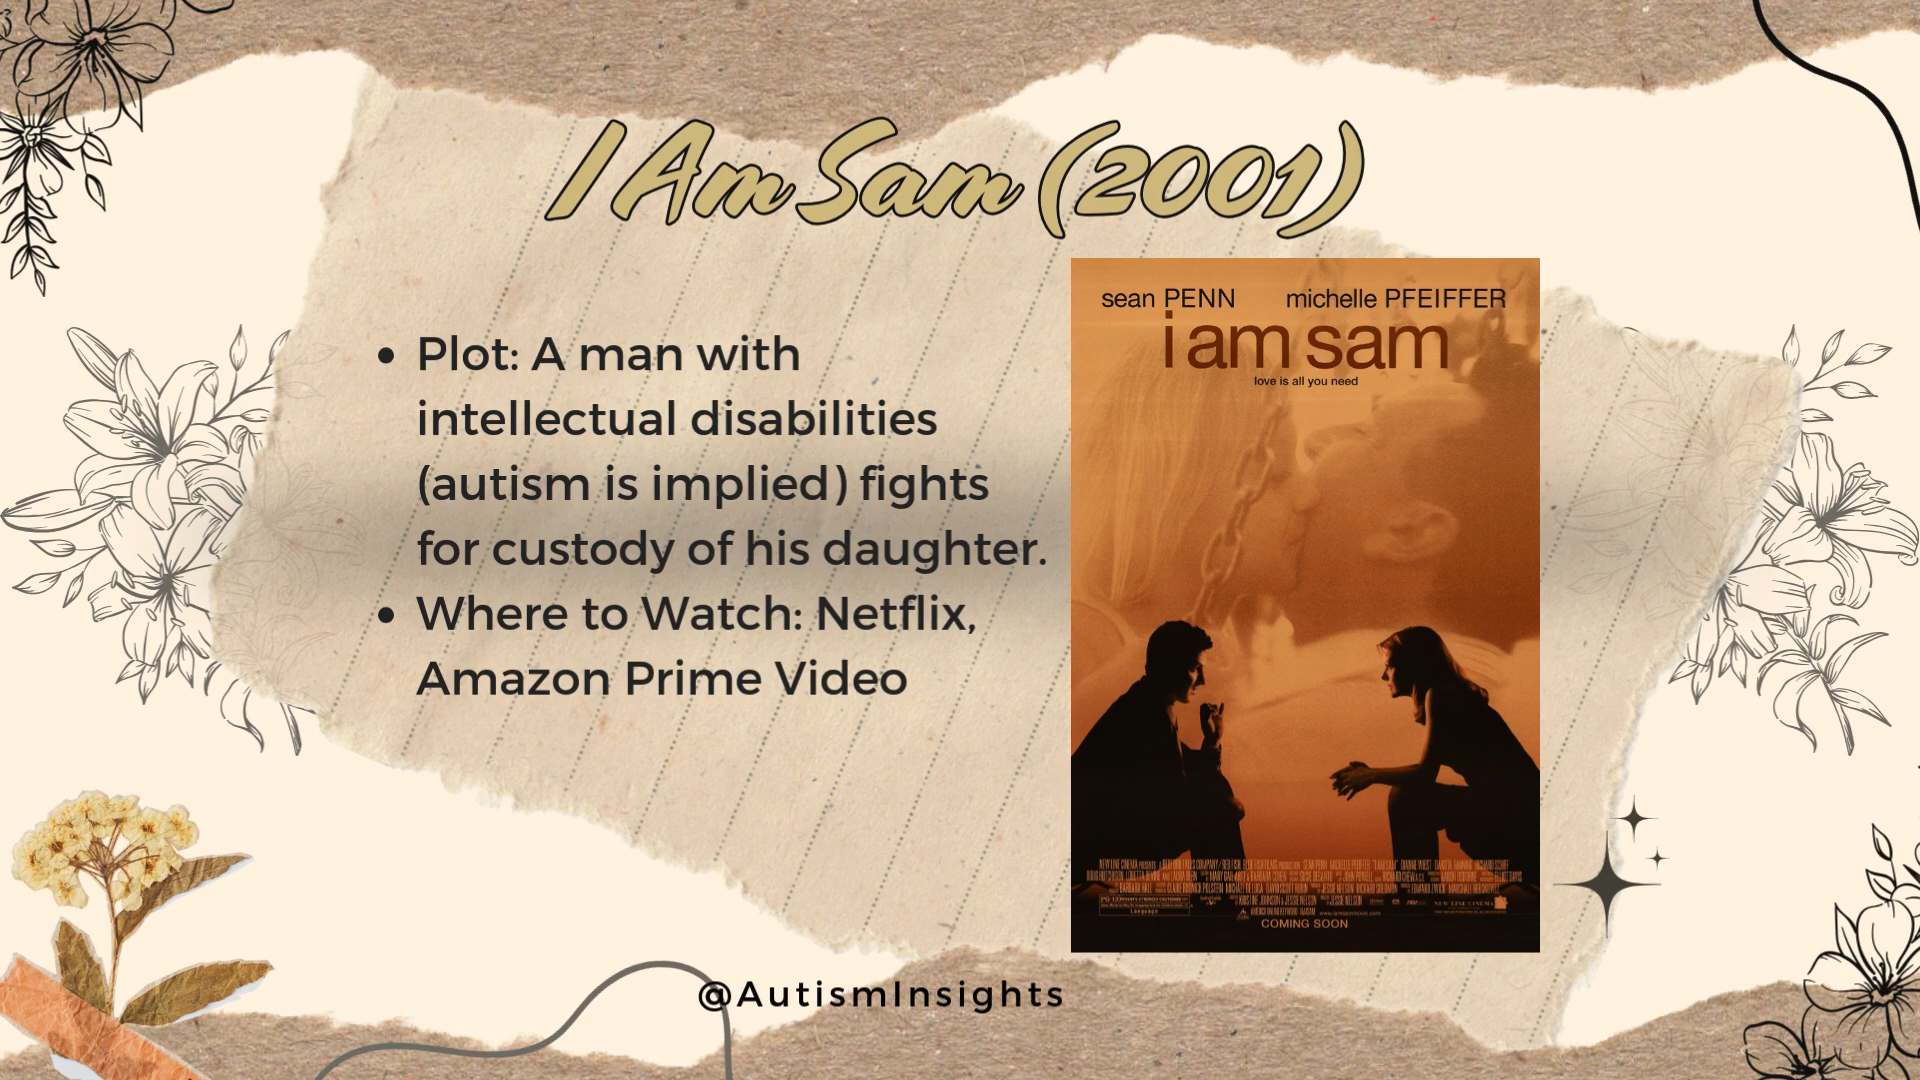 I Am Sam (2001)
• Plot: A man with
intellectual disabilities
(autism is implied) fights
for custody of his daughter.
• Where to Watch: Netflix,
Amazon Prime Video
sean PENN michelle PFEIFFER
i am sam
love is all you need
COMING SOON
@AutismInsights